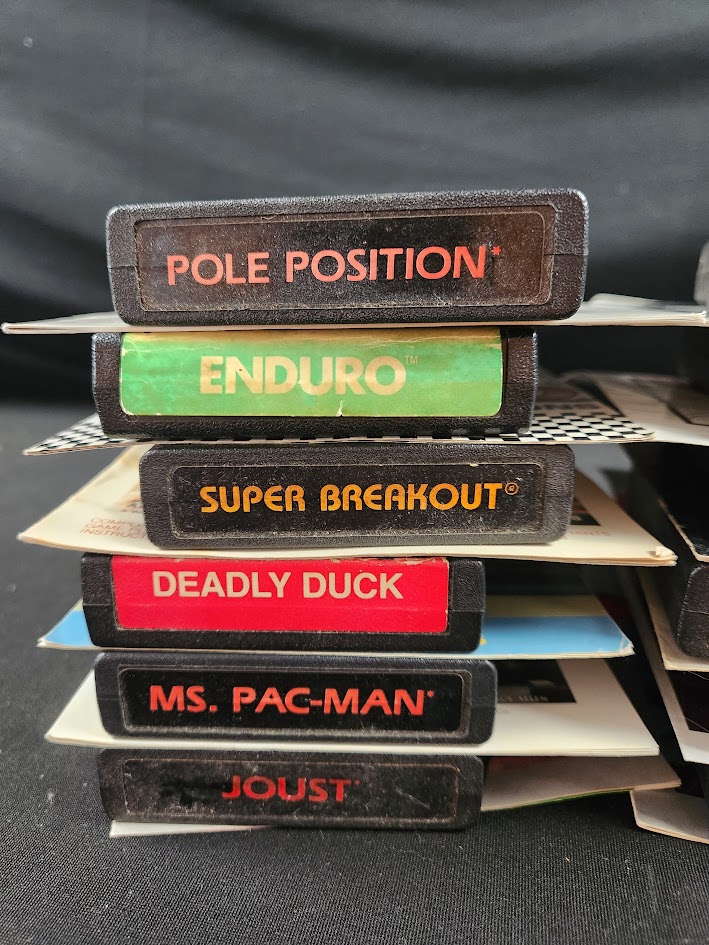 POLE POSITION*
ENDURO™
SUPER BREAKOUT®
DEADLY DUCK
MS. PAC-MAN*
JOUST*